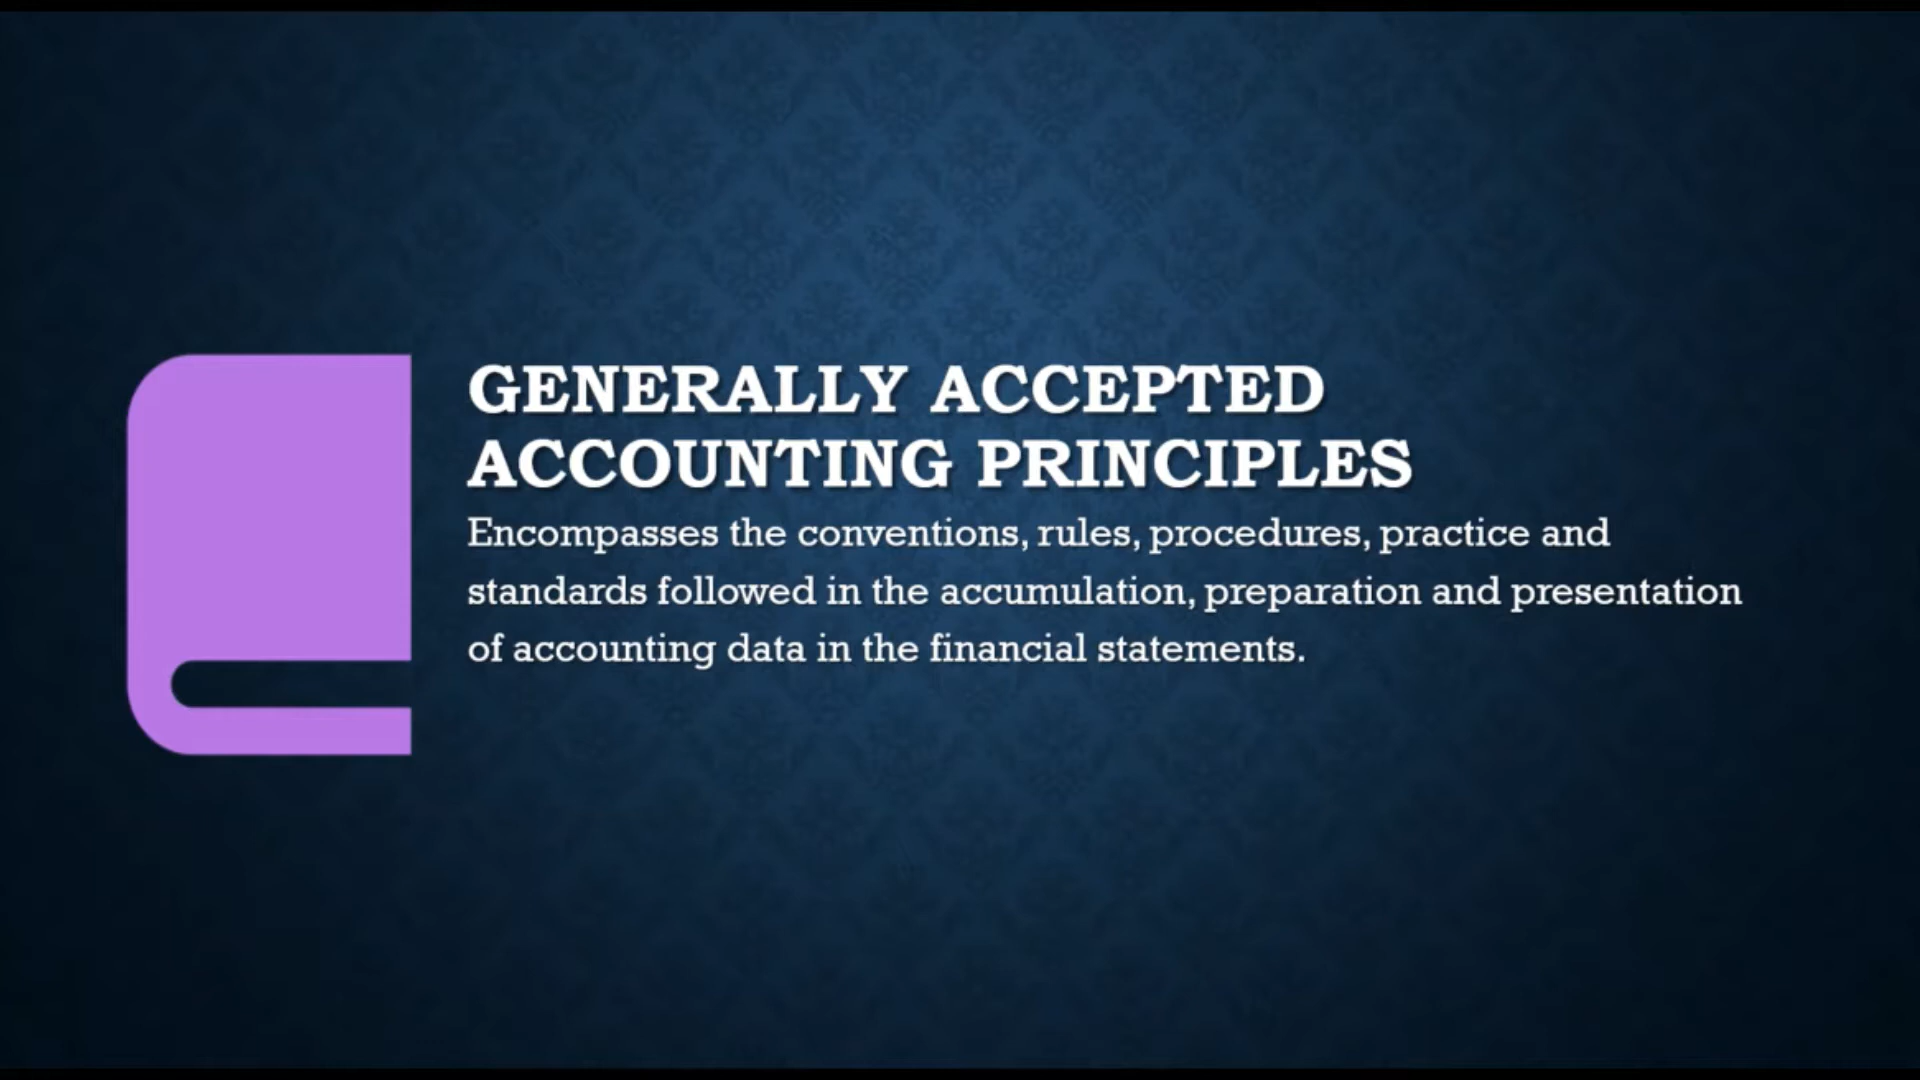 GENERALLY ACCEPTED
ACCOUNTING PRINCIPLES
Encompasses the conventions, rules, procedures, practice and
standards followed in the accumulation, preparation and presentation
of accounting data in the financial statements.